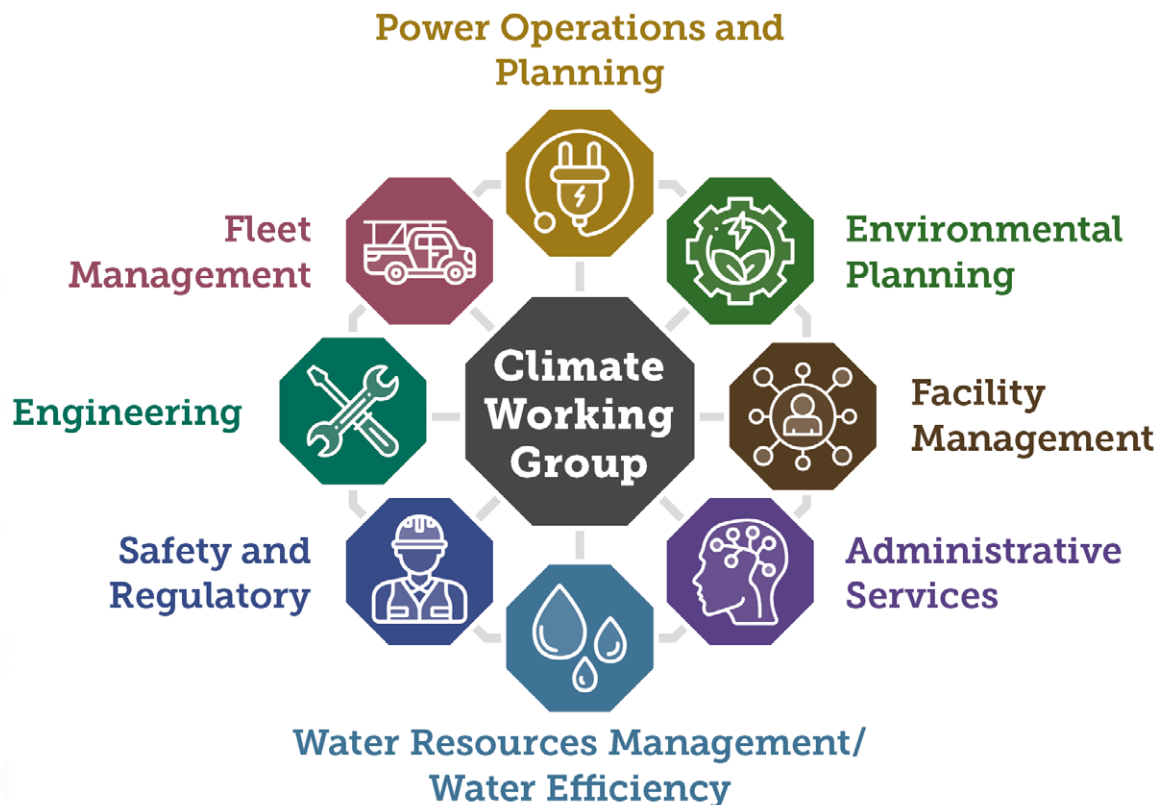 Power Operations and
Planning
Fleet
Management
Environmental
Planning
Climate
Working
Group
Engineering
Facility
Management
Safety and
Regulatory
Administrative
Services
Water Resources Management/
Water Efficiency